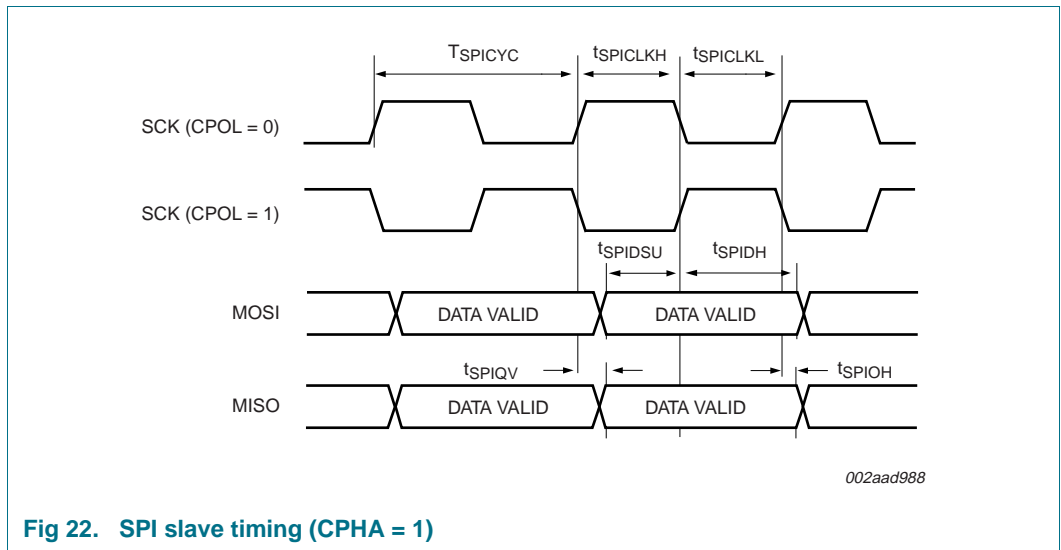 TSPICYC tSPICLKH tSPICLKL
SCK (CPOL = 0)
SCK (CPOL = 1)
tSPIDSU tSPIDH
MOSI DATA VALID DATA VALID
tSPIQV tSPIOH
MISO DATA VALID DATA VALID
002aad988
Fig 22. SPI slave timing (CPHA = 1)